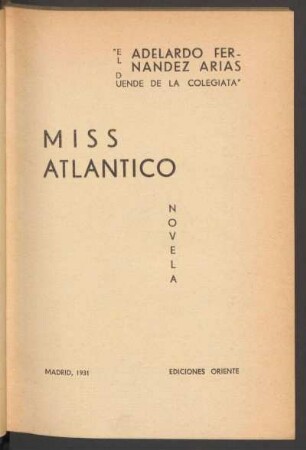 "EL ADELARDO FER-
NANDEZ ARIAS
DUENDE DE LA COLEGIATA"
MISS
ATLANTICO
NOVELA
MADRID, 1931
EDICIONES ORIENTE